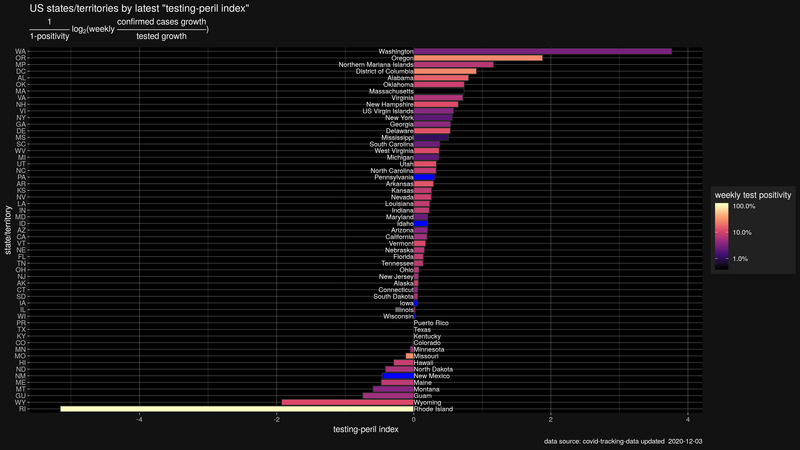 US states/territories by latest "testing-peril index"
1
1-positivity
log2(weekly
confirmed cases growth
tested growth
)
state/territory
WA Washington
OR Oregon
MP Northern Mariana Islands
DC District of Columbia
AL Alabama
OK Oklahoma
MA Massachusetts
VA Virginia
NH New Hampshire
VI US Virgin Islands
NY New York
GA Georgia
DE Delaware
MS Mississippi
SC South Carolina
WV West Virginia
MI Michigan
UT Utah
NC North Carolina
PA Pennsylvania
AR Arkansas
KS Kansas
NV Nevada
LA Louisiana
IN Indiana
MD Maryland
ID Idaho
AZ Arizona
CA California
VT Vermont
NE Nebraska
FL Florida
TN Tennessee
OH Ohio
NJ New Jersey
AK Alaska
CT Connecticut
SD South Dakota
IA Iowa
IL Illinois
WI Wisconsin
PR Puerto Rico
TX Texas
KY Kentucky
CO Colorado
MN Minnesota
MO Missouri
HI Hawaii
ND North Dakota
NM New Mexico
ME Maine
MT Montana
GU Guam
WY Wyoming
RI Rhode Island
-4 -2 0 2 4
testing-peril index
weekly test positivity
100.0%
10.0%
1.0%
data source: covid-tracking-data updated 2020-12-03